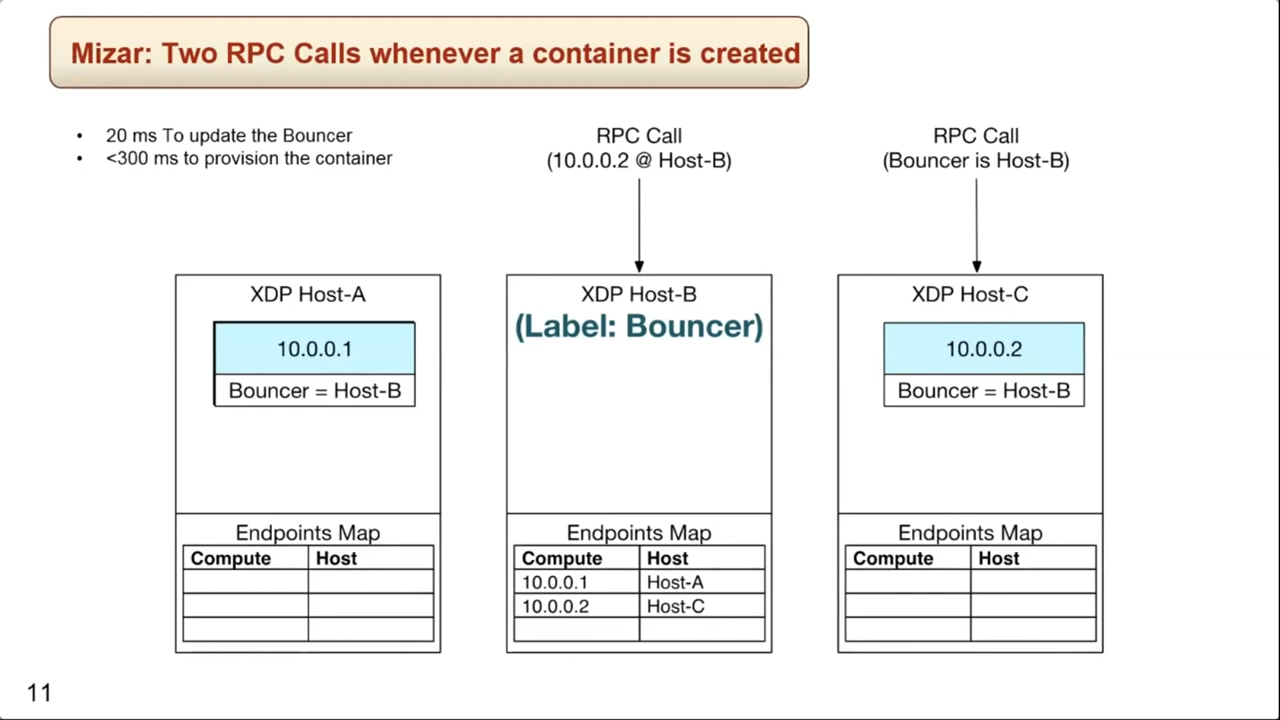 Mizar: Two RPC Calls whenever a container is created
• 20 ms To update the Bouncer
• <300 ms to provision the container
RPC Call
(10.0.0.2 @ Host-B)
RPC Call
(Bouncer is Host-B)
XDP Host-A
10.0.0.1
Bouncer = Host-B
Endpoints Map
Compute Host
XDP Host-B
(Label: Bouncer)
Endpoints Map
Compute Host
10.0.0.1 Host-A
10.0.0.2 Host-C
XDP Host-C
10.0.0.2
Bouncer = Host-B
Endpoints Map
Compute Host
11